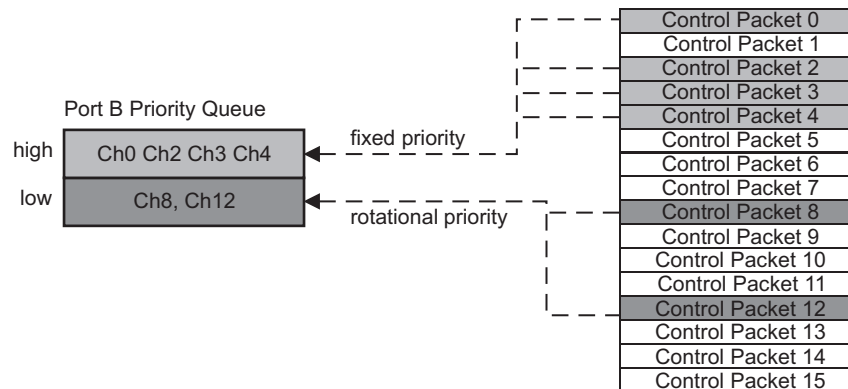 Port B Priority Queue
high
Ch0 Ch2 Ch3 Ch4
low
Ch8, Ch12
fixed priority
rotational priority
Control Packet 0
Control Packet 1
Control Packet 2
Control Packet 3
Control Packet 4
Control Packet 5
Control Packet 6
Control Packet 7
Control Packet 8
Control Packet 9
Control Packet 10
Control Packet 11
Control Packet 12
Control Packet 13
Control Packet 14
Control Packet 15